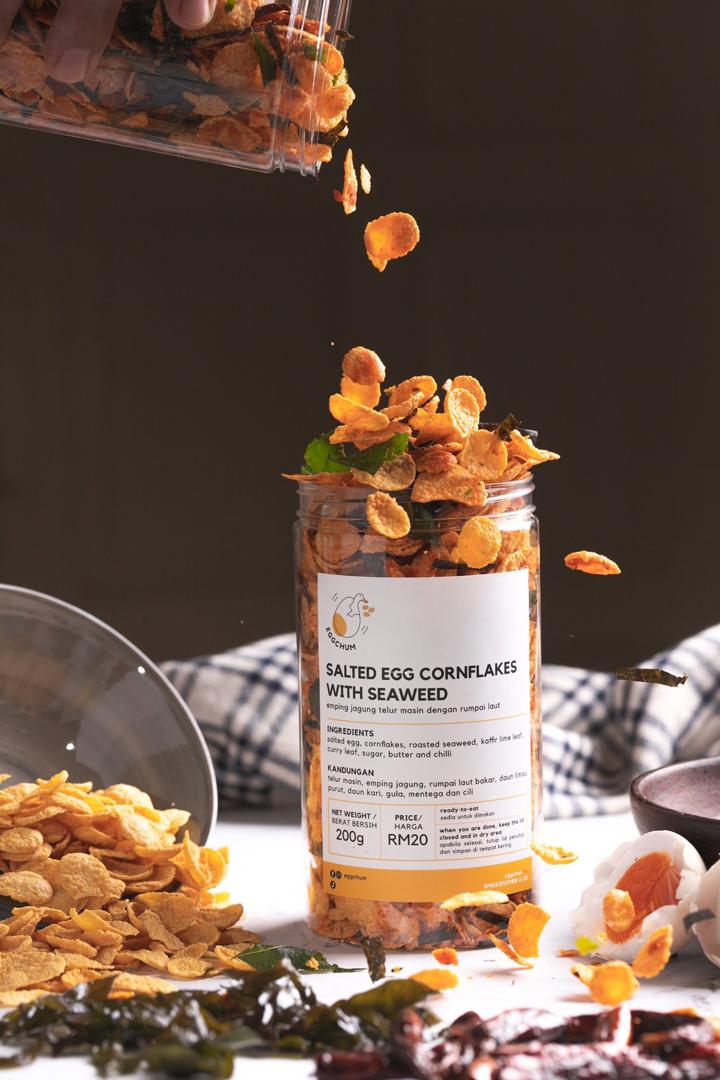 EGGCHUM
SALTED EGG CORNFLAKES
WITH SEAWEED
emping jagung telur masin dengan rumpai laut
INGREDIENTS
salted egg, cornflakes, roasted seaweed, kaffir lime leaf,
curry leaf, sugar, butter and chilli
KANDUNGAN
telur masin, emping jagung, rumpai laut bakar, daun limau
purut, daun kari, gula, mentega dan cili
NET WEIGHT /
BERAT BERSIH
200g
PRICE/
HARGA
RM20
ready-to-eat
sedia untuk dimakan
when you are done, keep the lid
closed and in dry area
apabila selesai, tutup lid penutup
dan simpan di tempat kering
eggchum
SMOKEFATHER & CO